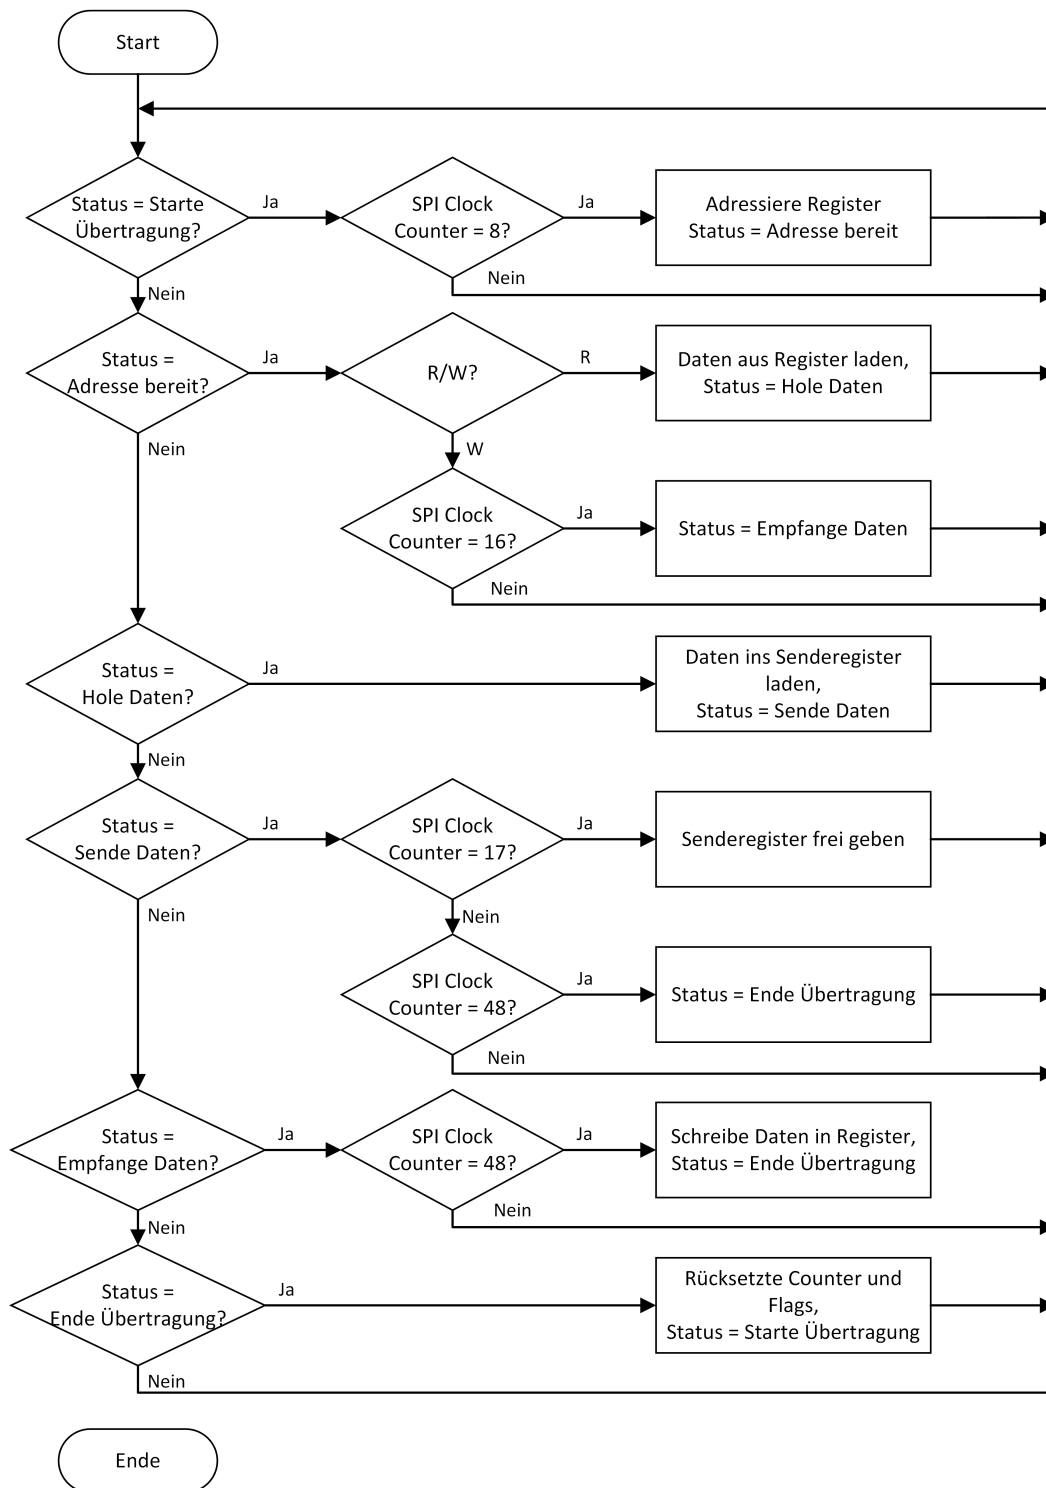 Start
Status = Starte
Übertragung?
Ja
SPI Clock
Counter = 8?
Ja
Adressiere Register
Status = Adresse bereit
Nein
Nein
Status =
Adresse bereit?
Ja
R/W?
R
Daten aus Register laden,
Status = Hole Daten
Nein
W
SPI Clock
Counter = 16?
Ja
Status = Empfange Daten
Nein
Status =
Hole Daten?
Ja
Daten ins Senderegister
laden,
Status = Sende Daten
Nein
Status =
Sende Daten?
Ja
SPI Clock
Counter = 17?
Ja
Senderegister frei geben
Nein
Nein
SPI Clock
Counter = 48?
Ja
Status = Ende Übertragung
Nein
Status =
Empfange Daten?
Ja
SPI Clock
Counter = 48?
Ja
Schreibe Daten in Register,
Status = Ende Übertragung
Nein
Nein
Status =
Ende Übertragung?
Ja
Rücksetzte Counter und
Flags,
Status = Starte Übertragung
Nein
Ende